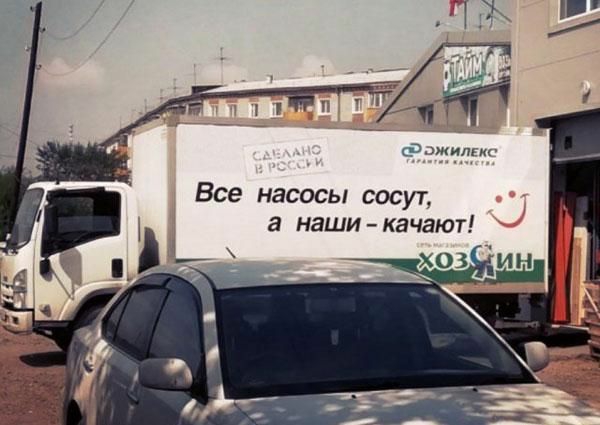 ТАЙМ
СДЕЛАНО
В РОССИИ
ДЖИЛЕКС
ГАРАНТИЯ КАЧЕСТВА
Все насосы сосут,
а наши – качают!
сеть магазинов
ХОЗЯИН